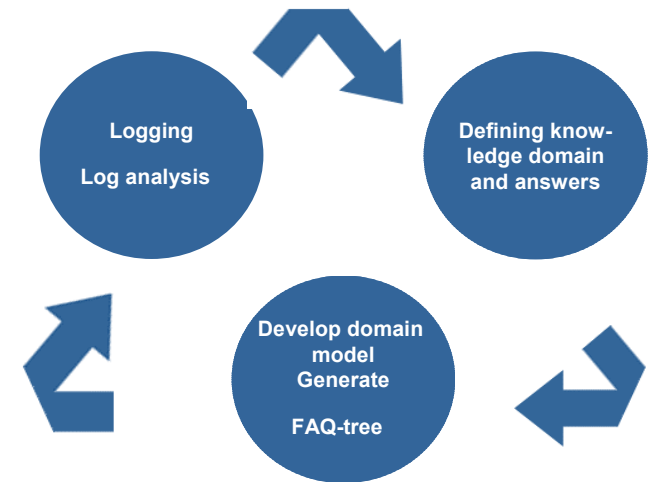 Logging
Log analysis
Defining know-
ledge domain
and answers
Develop domain
model
Generate
FAQ-tree